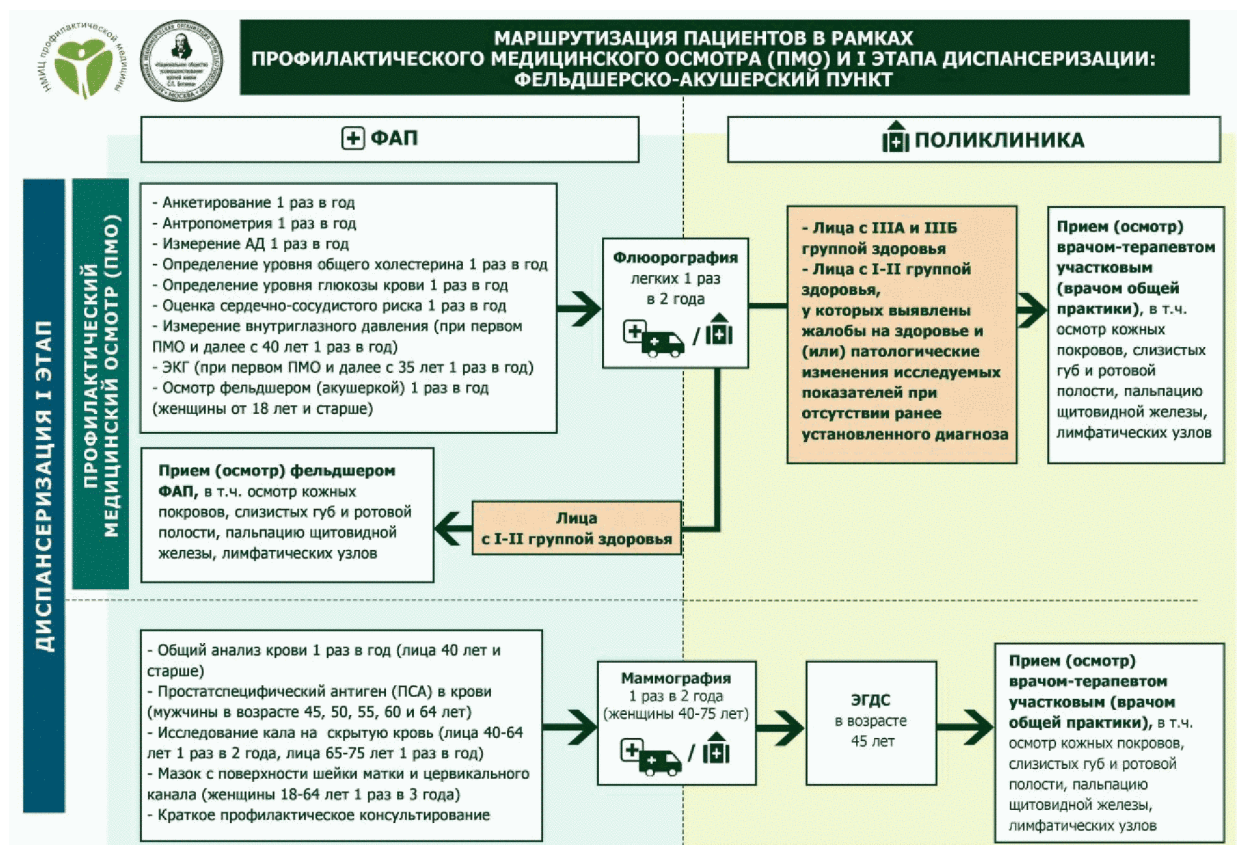 НМИЦ профилактической медицины
МАРШРУТИЗАЦИЯ ПАЦИЕНТОВ В РАМКАХ
ПРОФИЛАКТИЧЕСКОГО МЕДИЦИНСКОГО ОСМОТРА (ПМО) И I ЭТАПА ДИСПАНСЕРИЗАЦИИ:
ФЕЛЬДШЕРСКО-АКУШЕРСКИЙ ПУНКТ
ФАП
ПОЛИКЛИНИКА
ДИСПАНСЕРИЗАЦИЯ I ЭТАП
ПРОФИЛАКТИЧЕСКИЙ
МЕДИЦИНСКИЙ ОСМОТР (ПМО)
- Анкетирование 1 раз в год
- Антропометрия 1 раз в год
- Измерение АД 1 раз в год
- Определение уровня общего холестерина 1 раз в год
- Определение уровня глюкозы крови 1 раз в год
- Оценка сердечно-сосудистого риска 1 раз в год
- Измерение внутриглазного давления (при первом
ПМО и далее с 40 лет 1 раз в год)
- ЭКГ (при первом ПМО и далее с 35 лет 1 раз в год)
- Осмотр фельдшером (акушеркой) 1 раз в год
(женщины от 18 лет и старше)
Флюорография
легких 1 раз
в 2 года
/
- Лица с IIIА и IIIБ
группой здоровья
- Лица с I-II группой
здоровья,
у которых выявлены
жалобы на здоровье и
(или) патологические
изменения исследуемых
показателей при
отсутствии ранее
установленного диагноза
Прием (осмотр)
врачом-терапевтом
участковым
(врачом общей
практики), в т.ч.
осмотр кожных
покровов, слизистых
губ и ротовой
полости, пальпацию
щитовидной железы,
лимфатических узлов
Прием (осмотр) фельдшером
ФАП, в т.ч. осмотр кожных
покровов, слизистых губ и ротовой
полости, пальпацию щитовидной
железы, лимфатических узлов
Лица
с I-II группой здоровья
- Общий анализ крови 1 раз в год (лица 40 лет и
старше)
- Простатспецифический антиген (ПСА) в крови
(мужчины в возрасте 45, 50, 55, 60 и 64 лет)
- Исследование кала на скрытую кровь (лица 40-64
лет 1 раз в 2 года, лица 65-75 лет 1 раз в год)
- Мазок с поверхности шейки матки и цервикального
канала (женщины 18-64 лет 1 раз в 3 года)
- Краткое профилактическое консультирование
Маммография
1 раз в 2 года
(женщины 40-75 лет)
/
ЭГДС
в возрасте
45 лет
Прием (осмотр)
врачом-терапевтом
участковым (врачом
общей практики), в т.ч.
осмотр кожных покровов,
слизистых губ и ротовой
полости, пальпацию
щитовидной железы,
лимфатических узлов